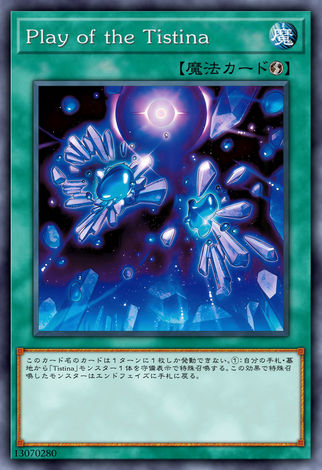 Play of the Tistina
魔
【魔法カード】
このカード名のカードは1ターンに1枚しか発動できない。①:自分の手札・墓
地から「Tistina」モンスター1体を守備表示で特殊召喚する。この効果で特殊召
喚したモンスターはエンドフェイズに手札に戻る。
13070280